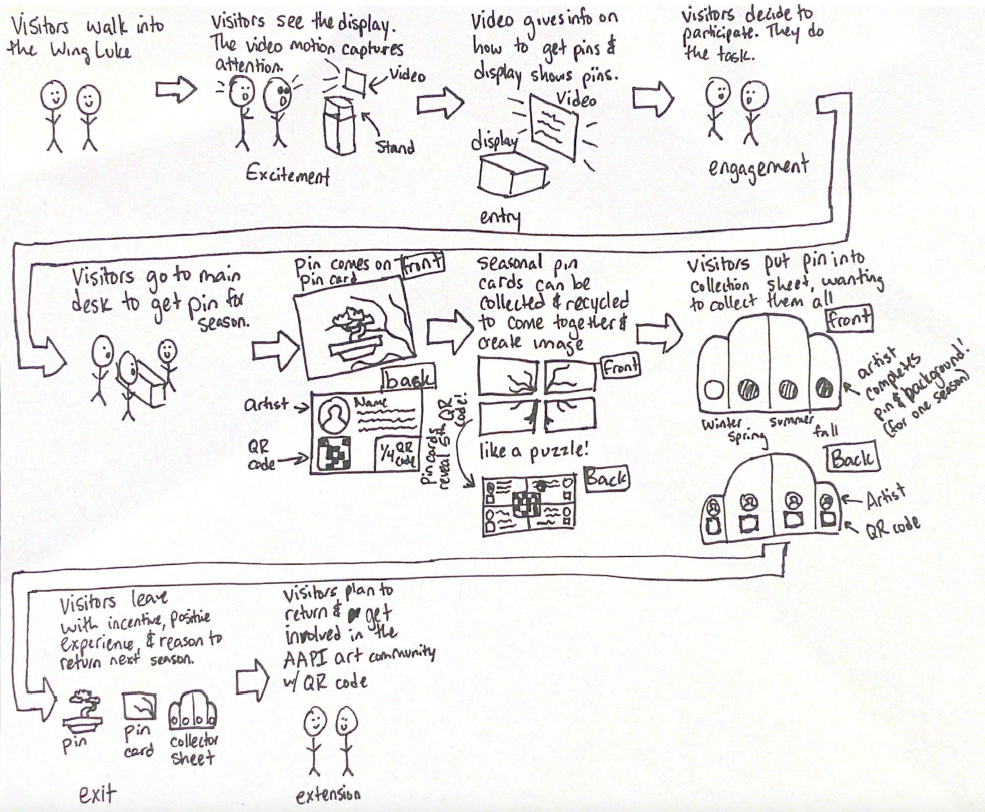 Visitors walk into
the Wing Luke
Visitors see the display.
The video motion captures
attention.
Video
Stand
Excitement
Video gives info on
how to get pins &
display shows pins.
Video
display
entry
Visitors decide to
participate. They do
the task.
engagement
Visitors go to main
desk to get pin for
season.
Pin comes on
Pin card
front
back
artist
Name
QR
code
1/4 QR
code
Pin cards
reveal 5th QR
code!
Seasonal pin
cards can be
collected & recycled
to come together &
create image
front
like a puzzle!
Back
Visitors put pin into
collection sheet, wanting
to collect them all
front
artist
completes
pin & background!
(for one season)
Winter
Spring
summer
fall
Back
Artist
QR code
Visitors leave
with incentive, positive
experience, & reason to
return next season.
pin
pin
card
collector
sheet
exit
Visitors plan to
return & get
involved in the
AAPI art community
w/ QR code
extension